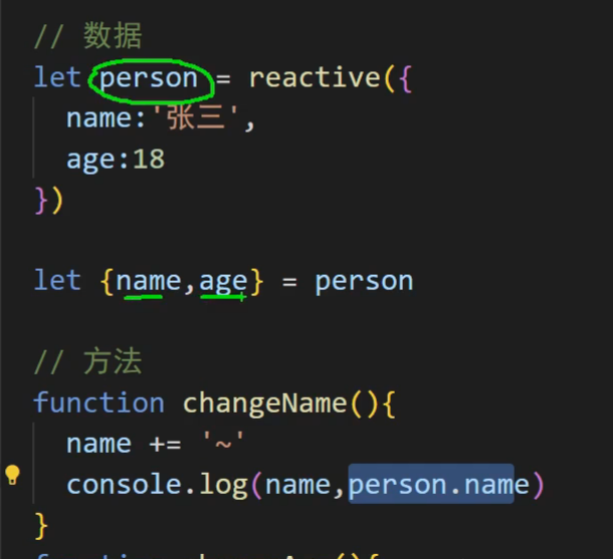 // 数据
let person = reactive({
name:'张三',
age:18
})
let {name,age} = person
// 方法
function changeName(){
name += '~'
console.log(name,person.name)
}